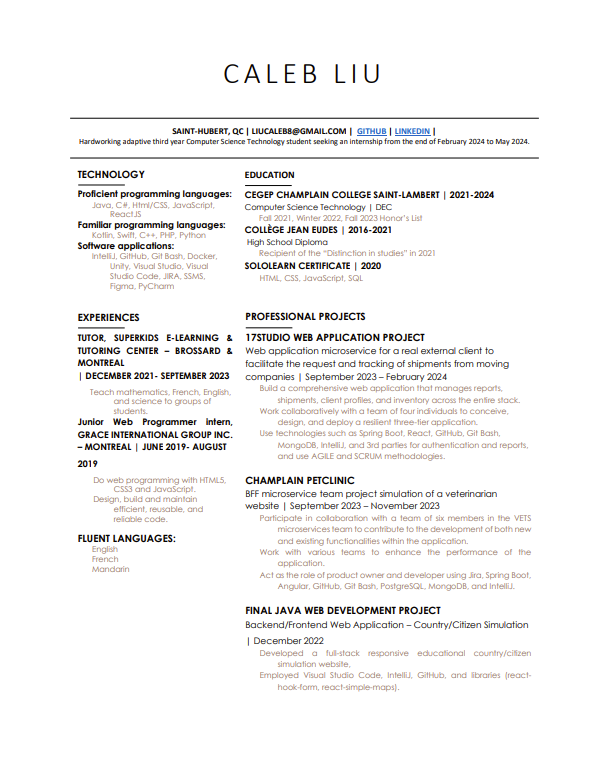 CALEB LIU
SAINT-HUBERT, QC | LIUCALEB8@GMAIL.COM | GITHUB | LINKEDIN |
Hardworking adaptive third year Computer Science Technology student seeking an internship from the end of February 2024 to May 2024.
TECHNOLOGY
Proficient programming languages:
Java, C#, Html/CSS, JavaScript,
ReactJS
Familiar programming languages:
Kotlin, Swift, C++, PHP, Python
Software applications:
IntelliJ, GitHub, Git Bash, Docker,
Unity, Visual Studio, Visual
Studio Code, JIRA, SSMS,
Figma, PyCharm
EXPERIENCES
TUTOR, SUPERKIDS E-LEARNING &
TUTORING CENTER – BROSSARD &
MONTREAL
| DECEMBER 2021- SEPTEMBER 2023
Teach mathematics, French, English,
and science to groups of
students.
Junior Web Programmer intern,
GRACE INTERNATIONAL GROUP INC.
– MONTREAL | JUNE 2019- AUGUST
2019
Do web programming with HTML5,
CSS3 and JavaScript.
Design, build and maintain
efficient, reusable, and
reliable code.
FLUENT LANGUAGES:
English
French
Mandarin
EDUCATION
CEGEP CHAMPLAIN COLLEGE SAINT-LAMBERT | 2021-2024
Computer Science Technology | DEC
Fall 2021, Winter 2022, Fall 2023 Honor's List
COLLÈGE JEAN EUDES | 2016-2021
High School Diploma
Recipient of the "Distinction in studies" in 2021
SOLOLEARN CERTIFICATE | 2020
HTML, CSS, JavaScript, SQL
PROFESSIONAL PROJECTS
17STUDIO WEB APPLICATION PROJECT
Web application microservice for a real external client to
facilitate the request and tracking of shipments from moving
companies | September 2023 – February 2024
Build a comprehensive web application that manages reports,
shipments, client profiles, and inventory across the entire stack.
Work collaboratively with a team of four individuals to conceive,
design, and deploy a resilient three-tier application.
Use technologies such as Spring Boot, React, GitHub, Git Bash,
MongoDB, IntelliJ, and 3rd parties for authentication and reports,
and use AGILE and SCRUM methodologies.
CHAMPLAIN PETCLINIC
BFF microservice team project simulation of a veterinarian
website | September 2023 – November 2023
Participate in collaboration with a team of six members in the VETS
microservices team to contribute to the development of both new
and existing functionalities within the application.
Work with various teams to enhance the performance of the
application.
Act as the role of product owner and developer using Jira, Spring Boot,
Angular, GitHub, Git Bash, PostgreSQL, MongoDB, and IntelliJ.
FINAL JAVA WEB DEVELOPMENT PROJECT
Backend/Frontend Web Application – Country/Citizen Simulation
| December 2022
Developed a full-stack responsive educational country/citizen
simulation website.
Employed Visual Studio Code, IntelliJ, GitHub, and libraries (react-
hook-form, react-simple-maps).